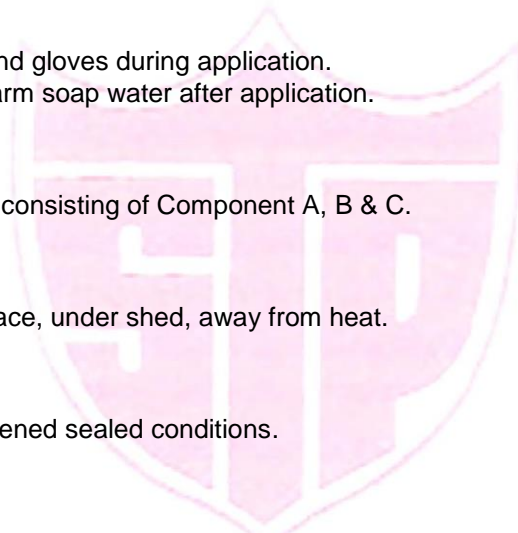 nd gloves during application.
arm soap water after application.
consisting of Component A, B & C.
ace, under shed, away from heat.
ened sealed conditions.
STP